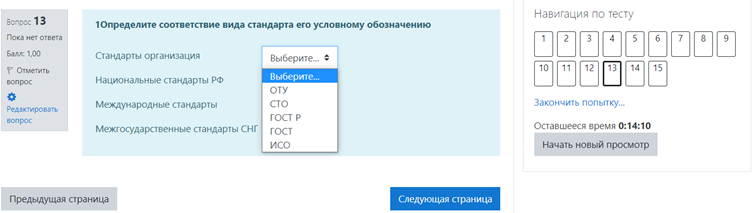 Вопрос 13
Пока нет ответа
Балл: 1,00
Отметить вопрос
Редактировать вопрос
1Определите соответствие вида стандарта его условному обозначению
Стандарты организация
Выберите...
Национальные стандарты РФ
Международные стандарты
Межгосударственные стандарты СНГ
Выберите...
ОТУ
СТО
ГОСТ Р
ГОСТ
ИСО
Предыдущая страница
Следующая страница
Навигация по тесту
1 2 3 4 5 6 7 8 9
10 11 12 13 14 15
Закончить попытку...
Оставшееся время 0:14:10
Начать новый просмотр